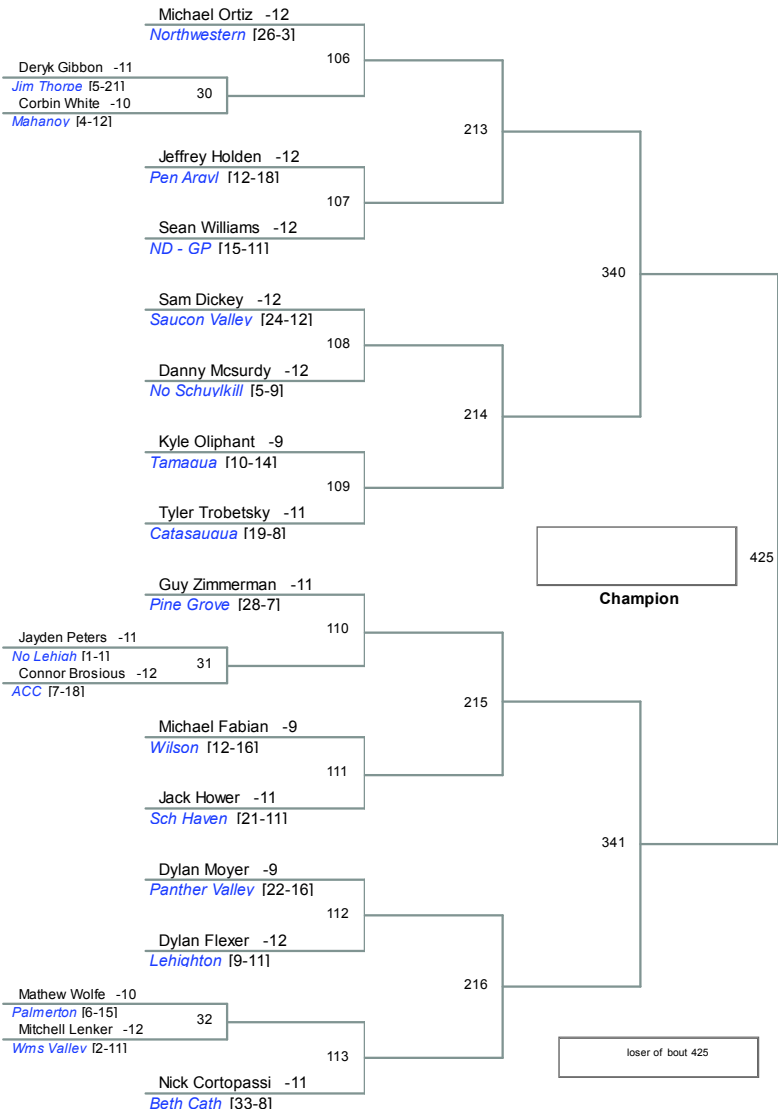 Michael Ortiz -12
Northwestern [26-3]
106
Deryk Gibbon -11
Jim Thorpe [5-21]
30
Corbin White -10
Mahanoy [4-12]
213
Jeffrey Holden -12
Pen Argyl [12-18]
107
Sean Williams -12
ND - GP [15-11]
340
Sam Dickey -12
Saucon Valley [24-12]
108
Danny Mcsurdy -12
No Schuylkill [5-9]
214
Kyle Oliphant -9
Tamaqua [10-14]
109
Tyler Trobetsky -11
Catasauqua [19-8]
425
Champion
Guy Zimmerman -11
Pine Grove [28-7]
110
Jayden Peters -11
No Lehigh [1-1]
31
Connor Brosious -12
ACC [7-18]
215
Michael Fabian -9
Wilson [12-16]
111
Jack Hower -11
Sch Haven [21-11]
341
Dylan Moyer -9
Panther Valley [22-16]
112
Dylan Flexer -12
Lehighton [9-11]
216
Mathew Wolfe -10
Palmerton [6-15]
32
Mitchell Lenker -12
Wms Valley [2-11]
loser of bout 425
113
Nick Cortopassi -11
Beth Cath [33-8]